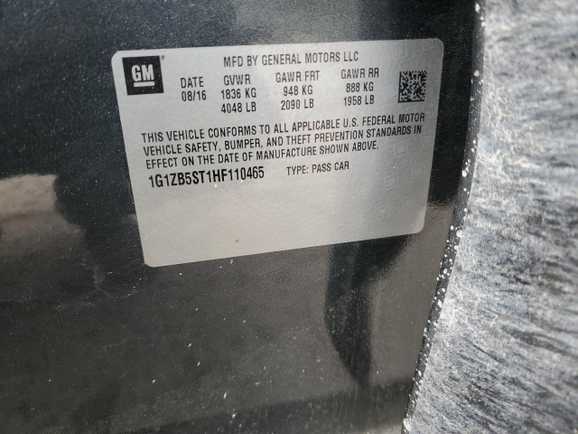 GM
MFD BY GENERAL MOTORS LLC
DATE GVWR GAWR FRT GAWR RR
08/16 1836 KG 948 KG 888 KG
4048 LB 2090 LB 1958 LB
THIS VEHICLE CONFORMS TO ALL APPLICABLE U.S. FEDERAL MOTOR
VEHICLE SAFETY, BUMPER, AND THEFT PREVENTION STANDARDS IN
EFFECT ON THE DATE OF MANUFACTURE SHOWN ABOVE.
1G1ZB5ST1HF110465 TYPE: PASS CAR